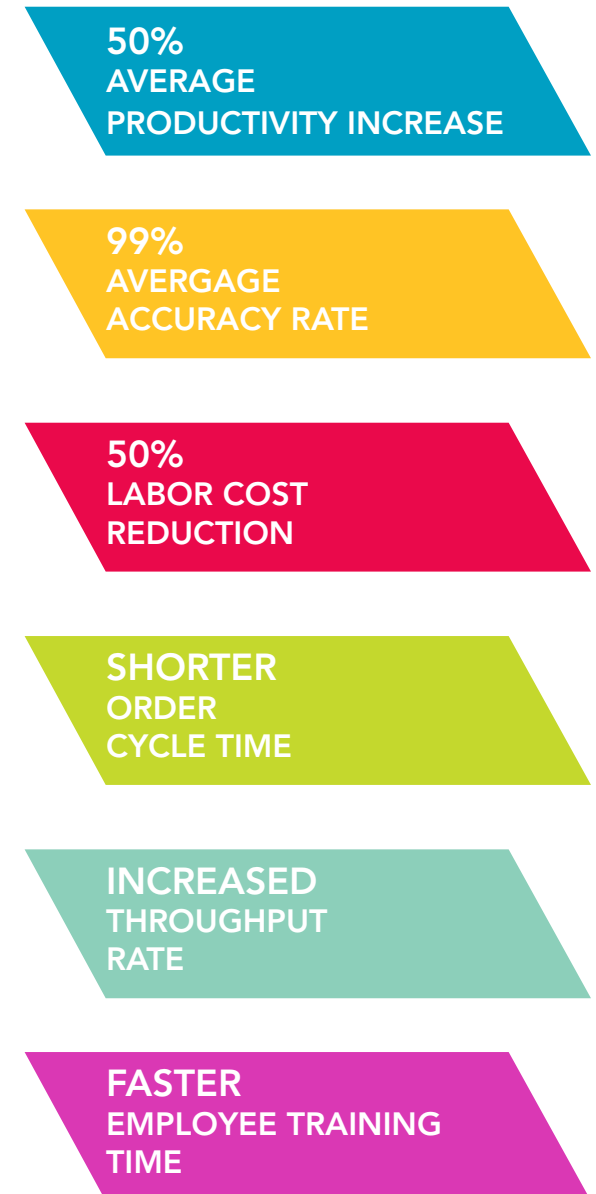 50%
AVERAGE
PRODUCTIVITY INCREASE
99%
AVERGAGE
ACCURACY RATE
50%
LABOR COST
REDUCTION
SHORTER
ORDER
CYCLE TIME
INCREASED
THROUGHPUT
RATE
FASTER
EMPLOYEE TRAINING
TIME